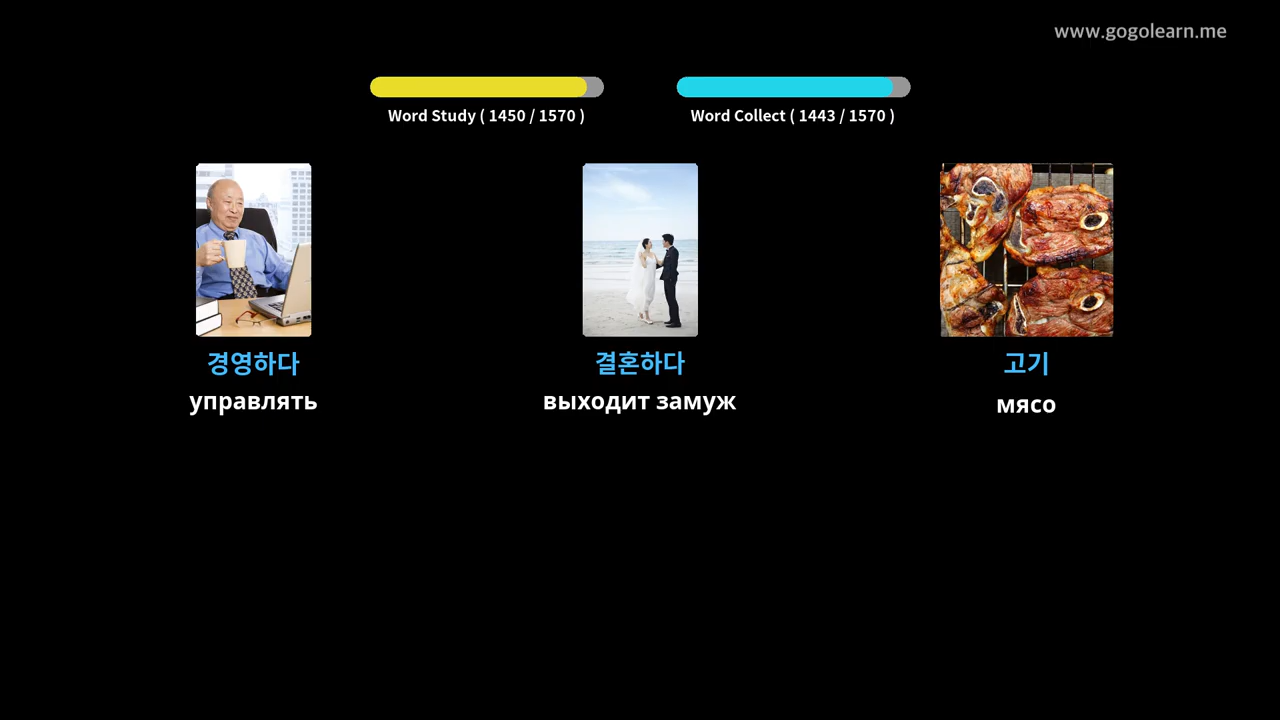 www.gogolearn.me
Word Study ( 1450 / 1570 )
Word Collect ( 1443 / 1570 )
경영하다
결혼하다
고기
управлять
выходит замуж
мясо